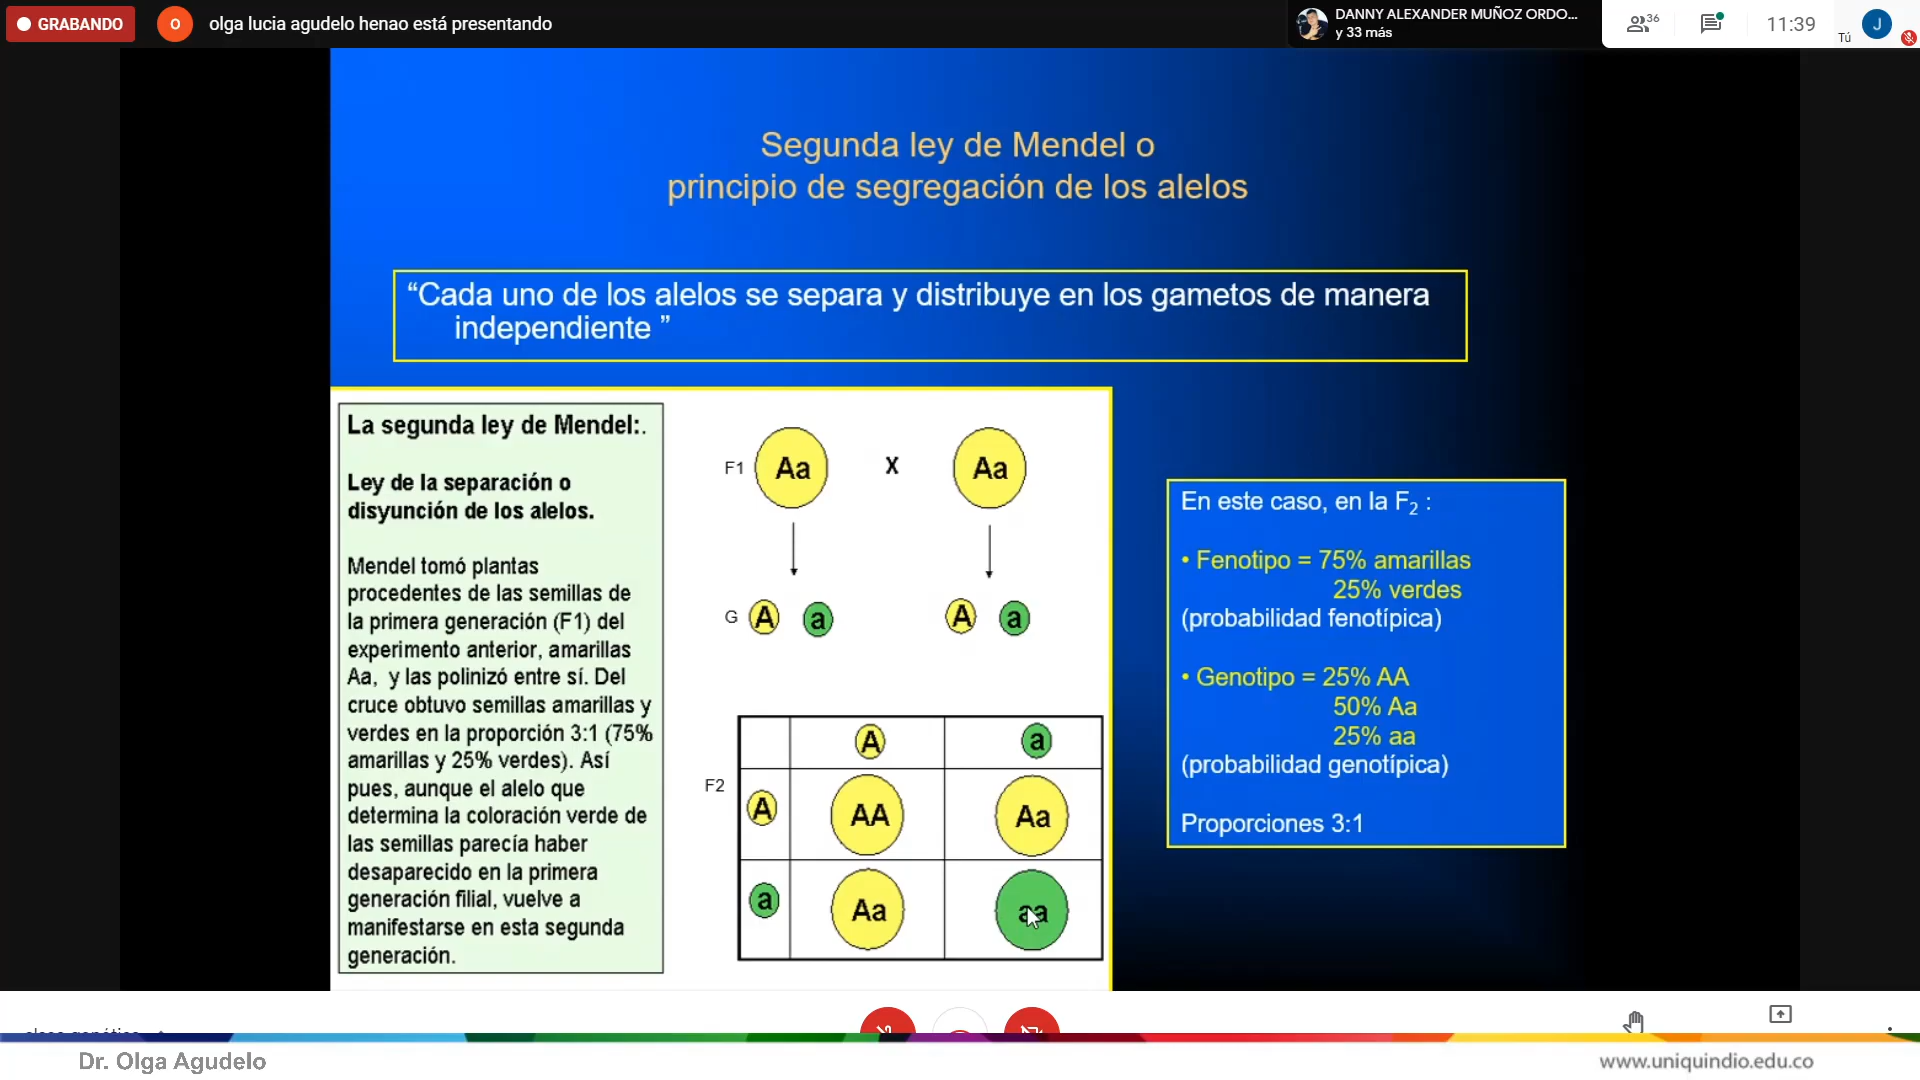 GRABANDO
O
olga lucia agudelo henao está presentando
DANNY ALEXANDER MUÑOZ ORDO...
y 33 más
36
11:39
Tú
J
Segunda ley de Mendel o
principio de segregación de los alelos
“Cada uno de los alelos se separa y distribuye en los gametos de manera
independiente ”
La segunda ley de Mendel:.
Ley de la separación o
disyunción de los alelos.
Mendel tomó plantas
procedentes de las semillas de
la primera generación (F1) del
experimento anterior, amarillas
Aa, y las polinizó entre sí. Del
cruce obtuvo semillas amarillas y
verdes en la proporción 3:1 (75%
amarillas y 25% verdes). Así
pues, aunque el alelo que
determina la coloración verde de
las semillas parecía haber
desaparecido en la primera
generación filial, vuelve a
manifestarse en esta segunda
generación.
F1 Aa X Aa
G A a A a
A a
F2
A AA Aa
a Aa aa
En este caso, en la F₂ :
• Fenotipo = 75% amarillas
25% verdes
(probabilidad fenotípica)
• Genotipo = 25% AA
50% Aa
25% aa
(probabilidad genotípica)
Proporciones 3:1
Dr. Olga Agudelo
www.uniquindio.edu.co